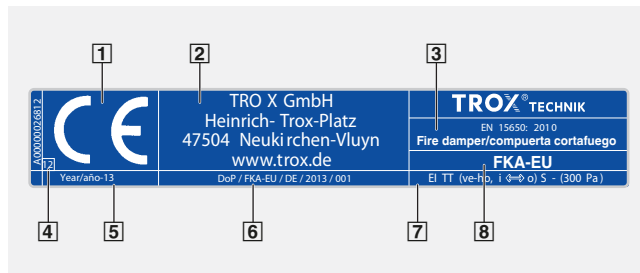 1
2
3
A00000026812
CE
12
Year/año-13
TRO X GmbH
Heinrich- Trox-Platz
47504 Neuki rchen-Vluyn
www.trox.de
DoP / FKA-EU / DE / 2013 / 001
TROX® TECHNIK
EN 15650: 2010
Fire damper/compuerta cortafuego
FKA-EU
EI TT (ve-ho, i ⟺ o) S - (300 Pa)
4
5
6
7
8